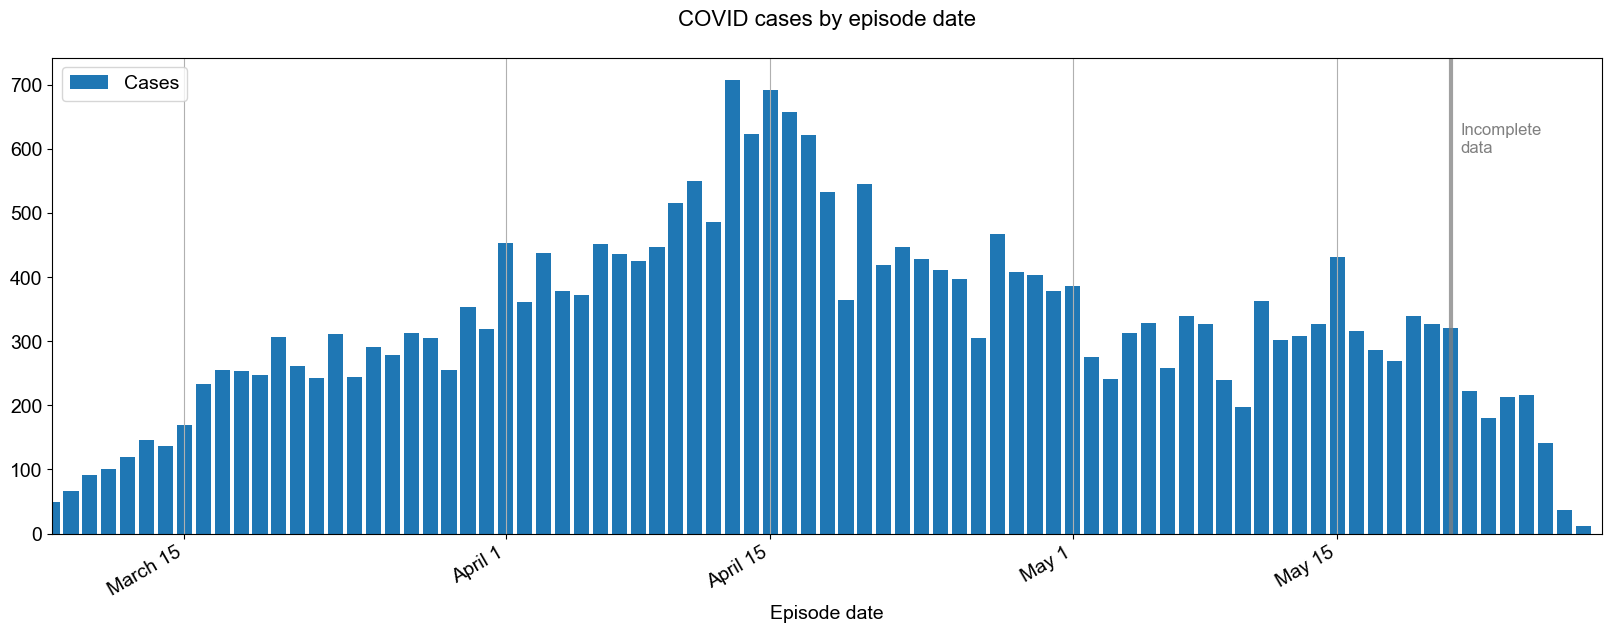 COVID cases by episode date
Cases
700
600
500
400
300
200
100
0
Incomplete
data
March 15
April 1
April 15
May 1
May 15
Episode date